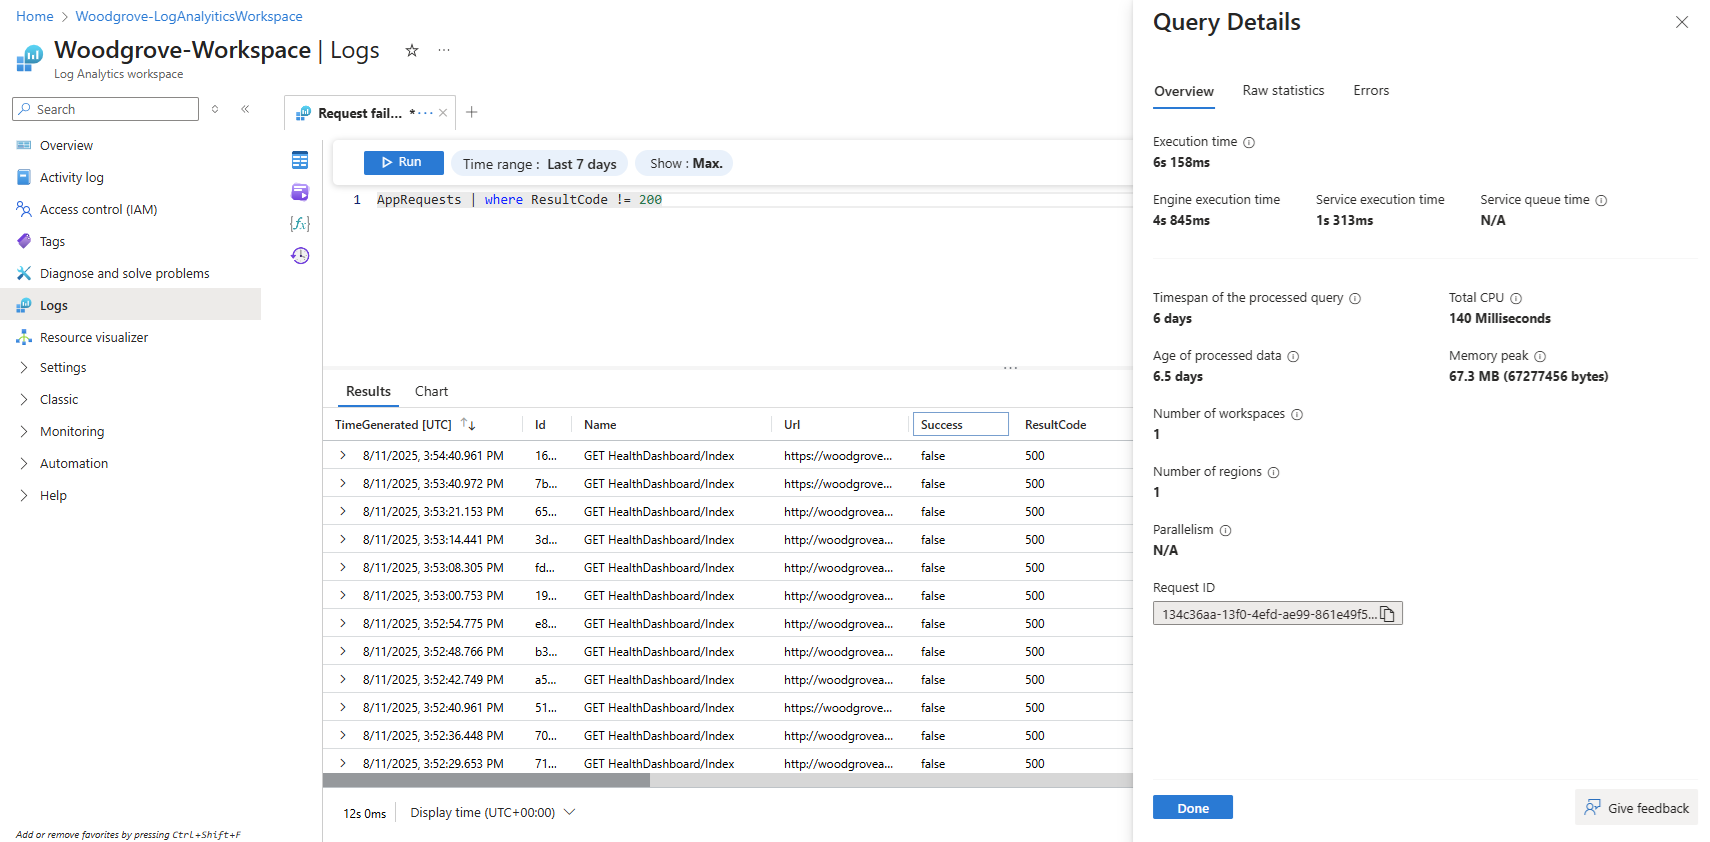 Home > Woodgrove-LogAnalyiticsWorkspace
Woodgrove-Workspace | Logs
Log Analytics workspace
Search
Overview
Activity log
Access control (IAM)
Tags
Diagnose and solve problems
Logs
Resource visualizer
Settings
Classic
Monitoring
Automation
Help
Add or remove favorites by pressing Ctrl+Shift+F
Request fail... *
Run
Time range : Last 7 days
Show : Max.
1 AppRequests | where ResultCode != 200
Results Chart
TimeGenerated [UTC] Id Name Url Success ResultCode
8/11/2025, 3:54:40.961 PM 16... GET HealthDashboard/Index https://woodgrove... false 500
8/11/2025, 3:53:40.972 PM 7b... GET HealthDashboard/Index https://woodgrove... false 500
8/11/2025, 3:53:21.153 PM 65... GET HealthDashboard/Index http://woodgrovea... false 500
8/11/2025, 3:53:14.441 PM 3d... GET HealthDashboard/Index http://woodgrovea... false 500
8/11/2025, 3:53:08.305 PM fd... GET HealthDashboard/Index http://woodgrovea... false 500
8/11/2025, 3:53:00.753 PM 19... GET HealthDashboard/Index http://woodgrovea... false 500
8/11/2025, 3:52:54.775 PM e8... GET HealthDashboard/Index http://woodgrovea... false 500
8/11/2025, 3:52:48.766 PM b3... GET HealthDashboard/Index http://woodgrovea... false 500
8/11/2025, 3:52:42.749 PM a5... GET HealthDashboard/Index http://woodgrovea... false 500
8/11/2025, 3:52:40.961 PM 51... GET HealthDashboard/Index https://woodgrove... false 500
8/11/2025, 3:52:36.448 PM 70... GET HealthDashboard/Index http://woodgrovea... false 500
8/11/2025, 3:52:29.653 PM 71... GET HealthDashboard/Index http://woodgrovea... false 500
12s 0ms Display time (UTC+00:00)
Query Details
Overview Raw statistics Errors
Execution time
6s 158ms
Engine execution time Service execution time Service queue time
4s 845ms 1s 313ms N/A
Timespan of the processed query Total CPU
6 days 140 Milliseconds
Age of processed data Memory peak
6.5 days 67.3 MB (67277456 bytes)
Number of workspaces
1
Number of regions
1
Parallelism
N/A
Request ID
134c36aa-13f0-4efd-ae99-861e49f5...
Done Give feedback